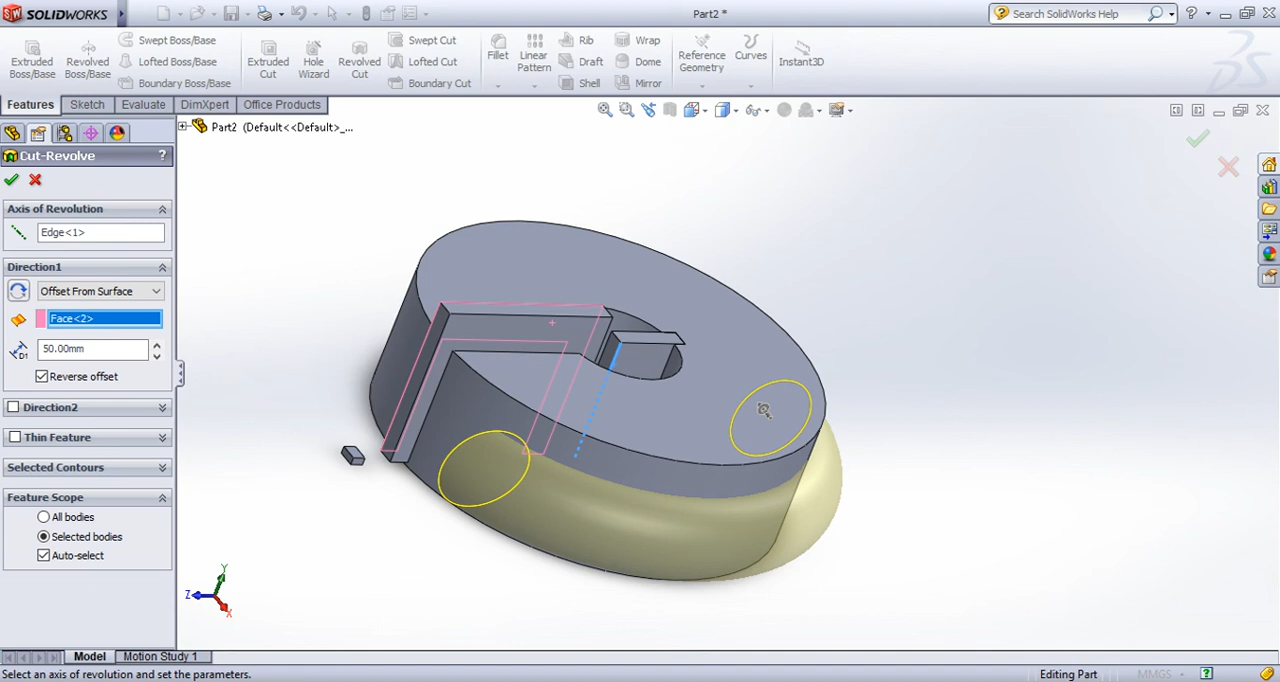 SOLIDWORKS
Part2 *
Search SolidWorks Help
Extruded Boss/Base
Revolved Boss/Base
Swept Boss/Base
Lofted Boss/Base
Boundary Boss/Base
Extruded Cut
Hole Wizard
Revolved Cut
Swept Cut
Lofted Cut
Boundary Cut
Fillet
Linear Pattern
Rib
Draft
Shell
Wrap
Dome
Mirror
Reference Geometry
Curves
Instant3D
Features
Sketch
Evaluate
DimXpert
Office Products
Part2 (Default<<Default>_...
Cut-Revolve
?
Axis of Revolution
Edge<1>
Direction1
Offset From Surface
Face<2>
D1
50.00mm
Reverse offset
Direction2
Thin Feature
Selected Contours
Feature Scope
All bodies
Selected bodies
Auto-select
Y
Z
X
Model
Motion Study 1
Select an axis of revolution and set the parameters.
Editing Part
MMGS
?